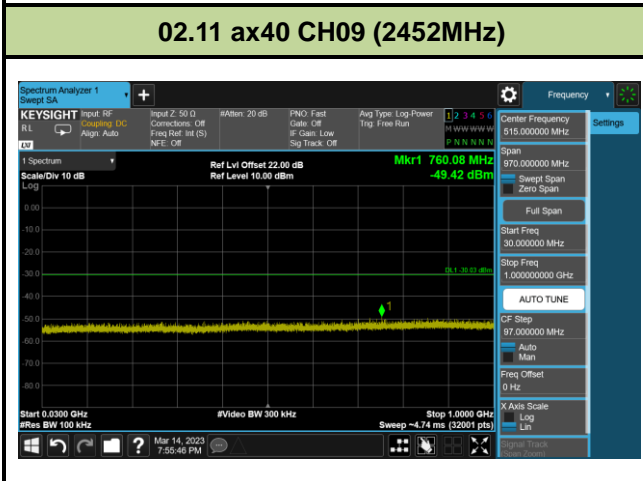 02.11 ax40 CH09 (2452MHz)
Spectrum Analyzer 1
Swept SA
Frequency
KEYSIGHT
RL
LXI
Input: RF
Coupling: DC
Align: Auto
Input Z: 50 Ω
Corrections: Off
Freq Ref: Int (S)
NFE: Off
#Atten: 20 dB
PNO: Fast
Gate: Off
IF Gain: Low
Sig Track: Off
Avg Type: Log-Power
Trig: Free Run
1 2 3 4 5 6
M W W W W W
P N N N N N
1 Spectrum
Scale/Div 10 dB
Log
Ref Lvl Offset 22.00 dB
Ref Level 10.00 dBm
Mkr1 760.08 MHz
-49.42 dBm
0.00
-10.0
-20.0
-30.0
-40.0
-50.0
-60.0
-70.0
-80.0
DL1 -30.03 dBm
1
Start 0.0300 GHz
#Res BW 100 kHz
#Video BW 300 kHz
Stop 1.0000 GHz
Sweep ~4.74 ms (32001 pts)
Center Frequency
515.000000 MHz
Settings
Span
970.000000 MHz
Swept Span
Zero Span
Full Span
Start Freq
30.000000 MHz
Stop Freq
1.000000000 GHz
AUTO TUNE
CF Step
97.000000 MHz
Auto
Man
Freq Offset
0 Hz
X Axis Scale
Log
Lin
Signal Track
(Span Zoom)
?
Mar 14, 2023
7:55:46 PM